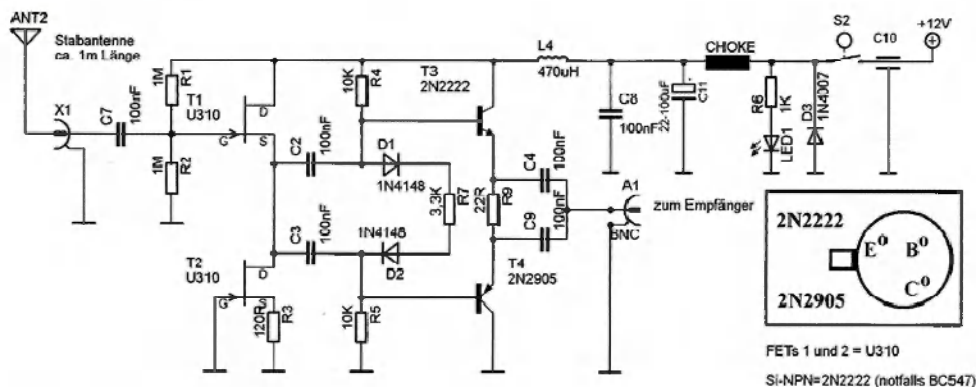 ANT2
Stabantenne
ca. 1m Länge
X1
C7
100nF
1M
R1
1M
R2
T1
U310
D
G
S
T2
U310
D
G
S
120R
R3
C2
100nF
C3
100nF
10K
R4
10K
R5
D1
1N4148
1N4148
D2
3,3K
R7
T3
2N2222
22R
R9
T4
2N2905
C4
100nF
C9
100nF
L4
470uH
C8
100nF
22-100uF
C11
CHOKE
R6
1K
LED1
D3
1N4007
S2
C10
+12V
A1
BNC
zum Empfänger
2N2222
E
B
C
2N2905
FETs 1 und 2 = U310
Si-NPN=2N2222 (notfalls BC547)